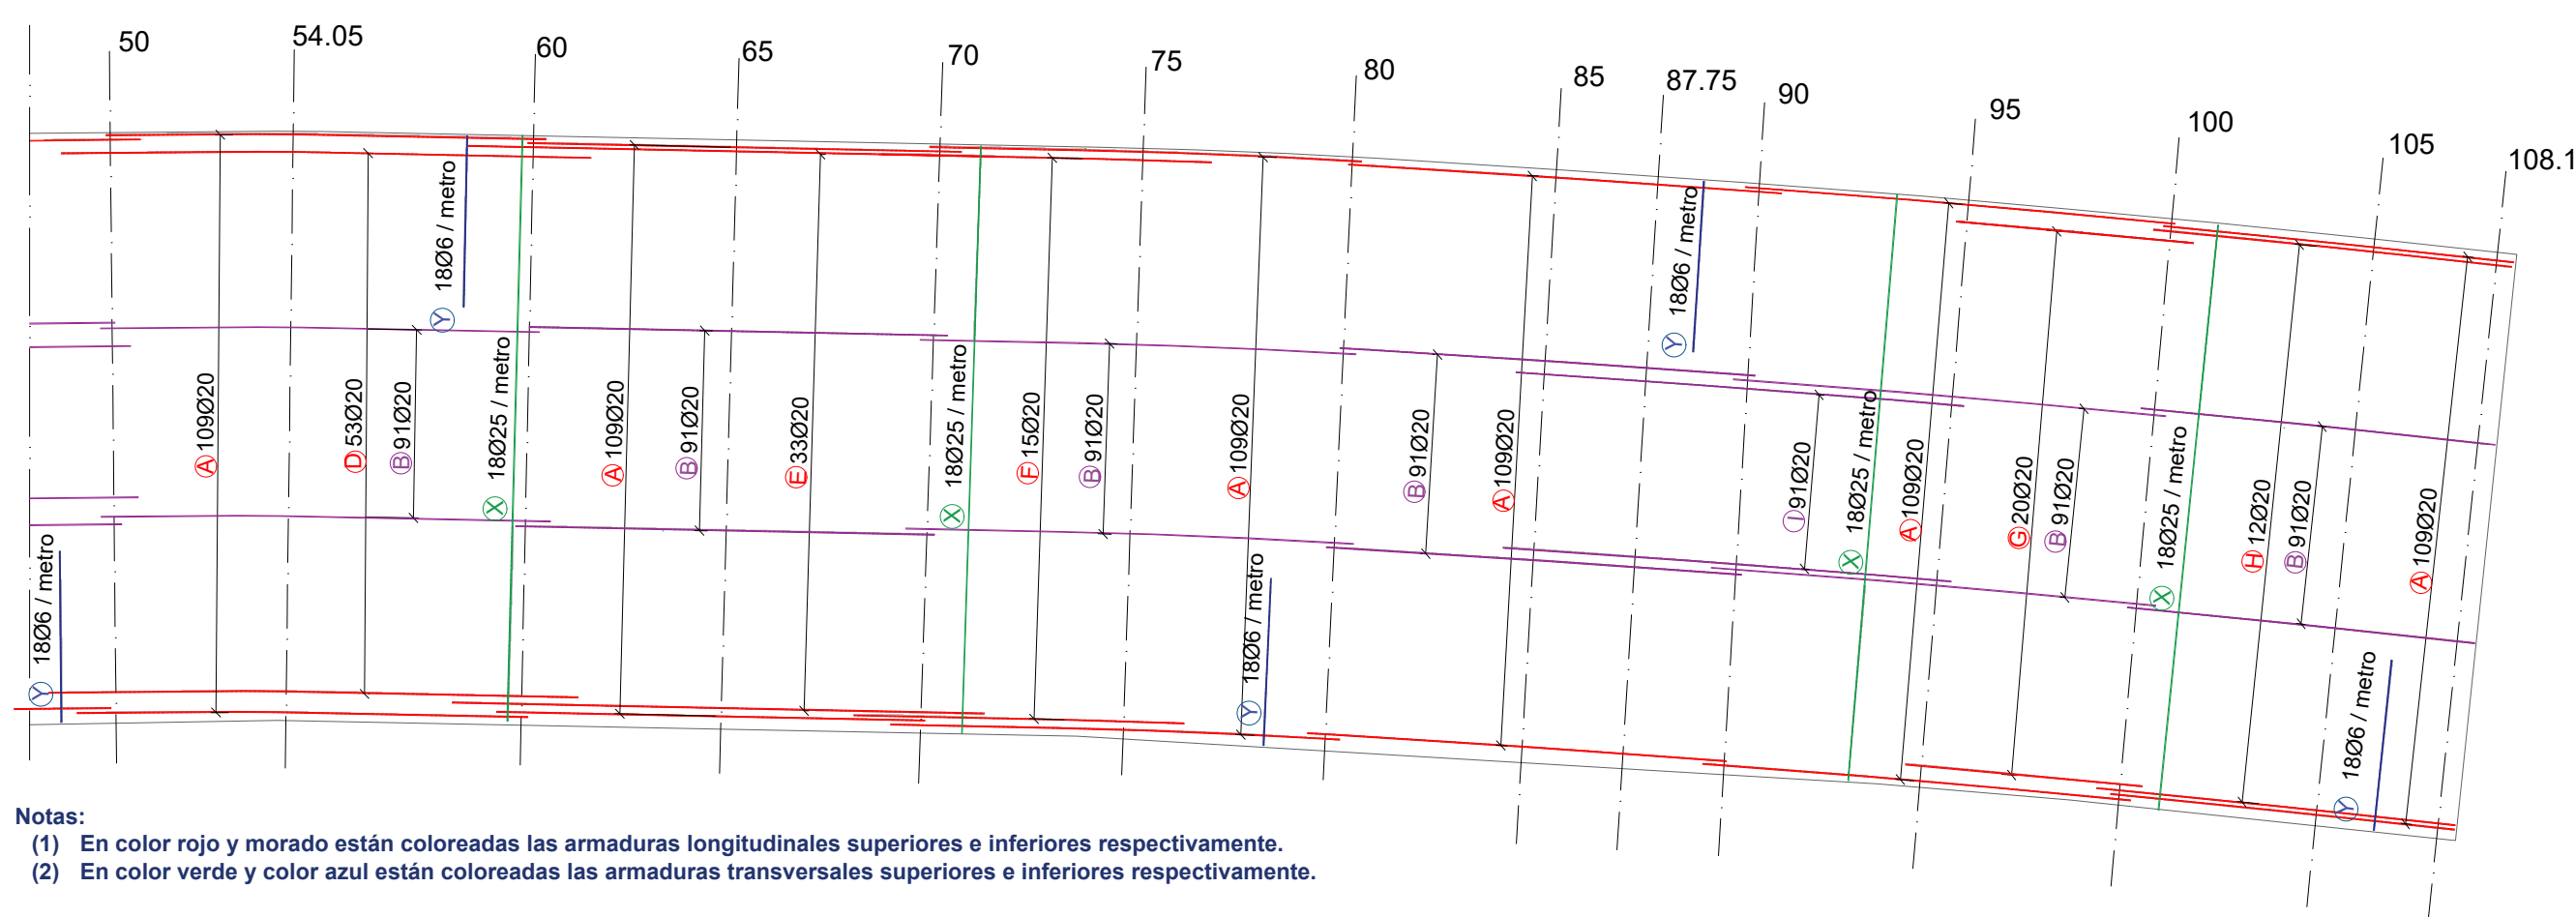 50
54.05
60
65
70
75
80
85
87.75
90
95
100
105
108.1
Y 18Ø6 / metro
A 109Ø20
D 53Ø20
B 91Ø20
Y 18Ø6 / metro
X 18Ø25 / metro
A 109Ø20
B 91Ø20
E 33Ø20
X 18Ø25 / metro
F 15Ø20
B 91Ø20
A 109Ø20
Y 18Ø6 / metro
B 91Ø20
A 109Ø20
Y 18Ø6 / metro
I 91Ø20
X 18Ø25 / metro
A 109Ø20
G 20Ø20
B 91Ø20
X 18Ø25 / metro
H 12Ø20
B 91Ø20
Y 18Ø6 / metro
A 109Ø20
Notas:
(1) En color rojo y morado están coloreadas las armaduras longitudinales superiores e inferiores respectivamente.
(2) En color verde y color azul están coloreadas las armaduras transversales superiores e inferiores respectivamente.